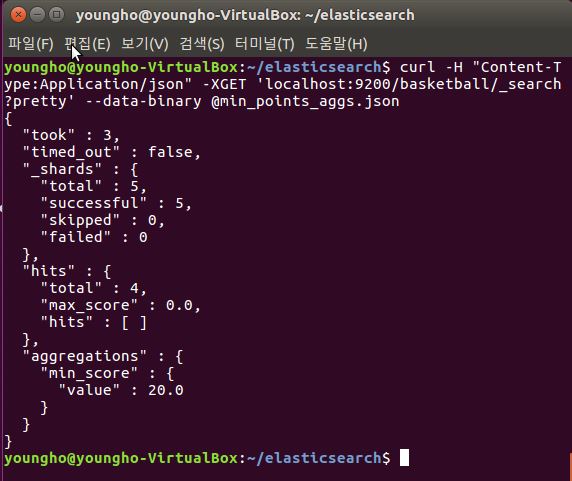 youngho@youngho-VirtualBox: ~/elasticsearch
파일(F) 편집(E) 보기(V) 검색(S) 터미널(T) 도움말(H)
youngho@youngho-VirtualBox:~/elasticsearch$ curl -H "Content-T
ype:Application/json" -XGET 'localhost:9200/basketball/_search
?pretty' --data-binary @min_points_aggs.json
{
  "took" : 3,
  "timed_out" : false,
  "_shards" : {
    "total" : 5,
    "successful" : 5,
    "skipped" : 0,
    "failed" : 0
  },
  "hits" : {
    "total" : 4,
    "max_score" : 0.0,
    "hits" : [ ]
  },
  "aggregations" : {
    "min_score" : {
      "value" : 20.0
    }
  }
}
youngho@youngho-VirtualBox:~/elasticsearch$